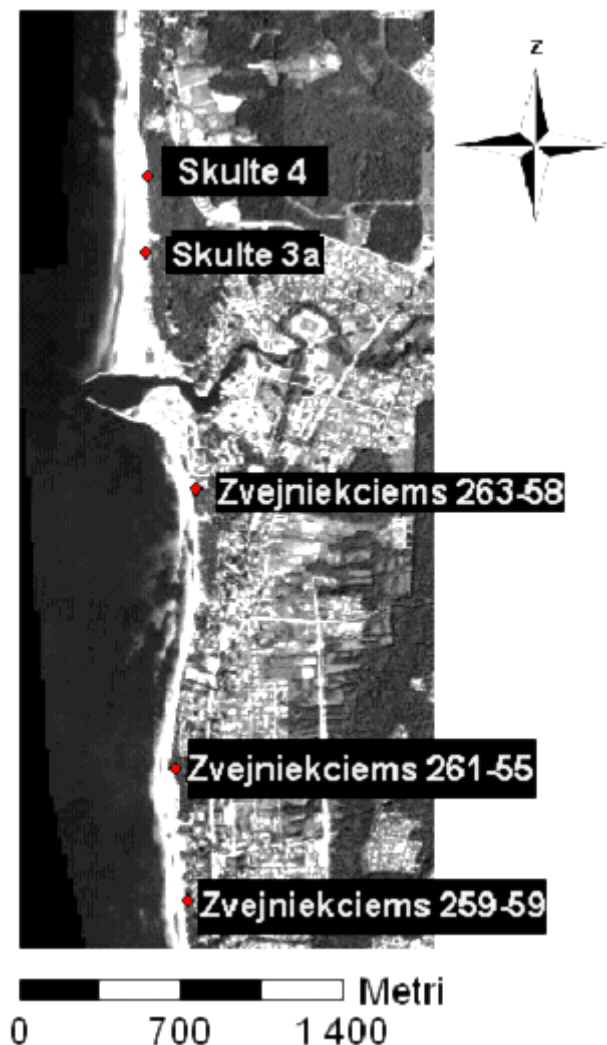 z
Skulte 4
Skulte 3a
Zvejniekciems 263-58
Zvejniekciems 261-55
Zvejniekciems 259-59
Metri
0 700 1 400